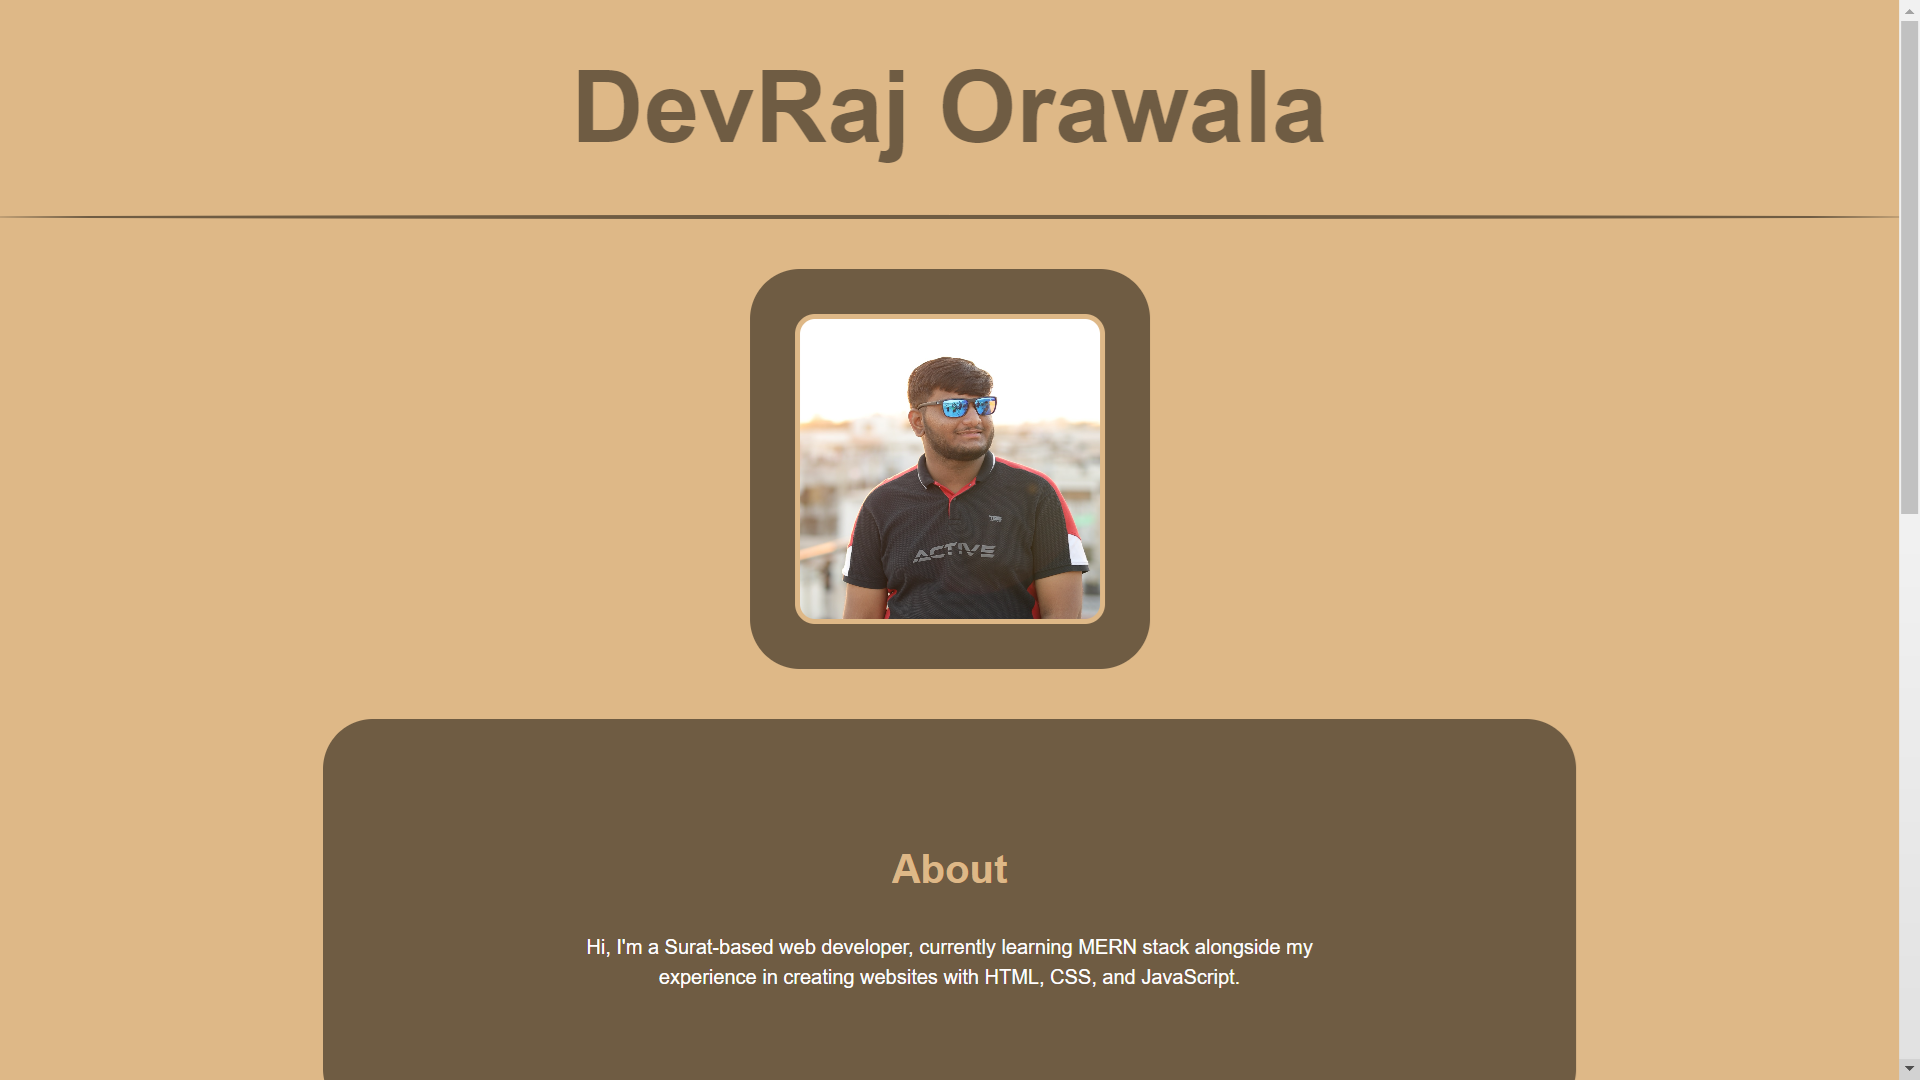 DevRaj Orawala
ACTIVE
About
Hi, I'm a Surat-based web developer, currently learning MERN stack alongside my
experience in creating websites with HTML, CSS, and JavaScript.